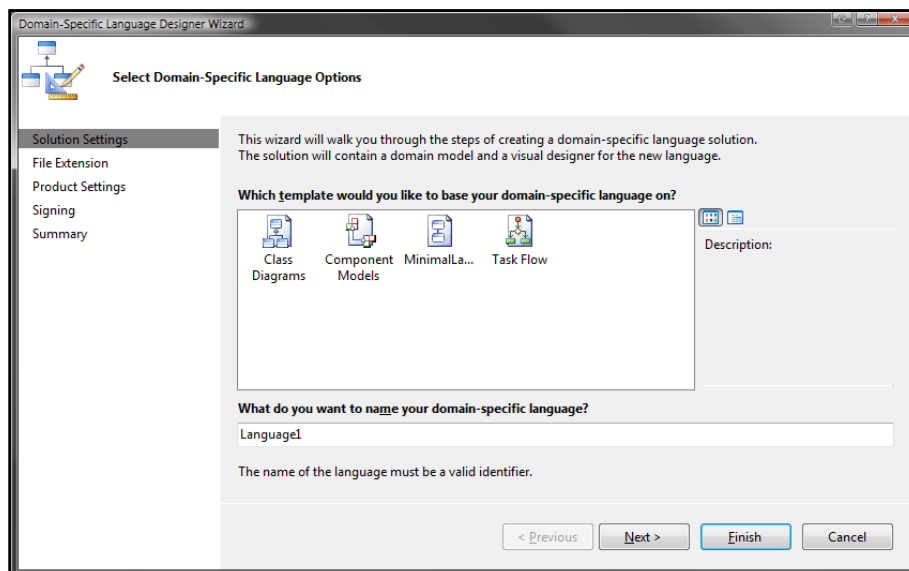 Domain-Specific Language Designer Wizard
Select Domain-Specific Language Options
Solution Settings
File Extension
Product Settings
Signing
Summary
This wizard will walk you through the steps of creating a domain-specific language solution.
The solution will contain a domain model and a visual designer for the new language.
Which template would you like to base your domain-specific language on?
Class
Diagrams
Component
Models
MinimalLa...
Task Flow
Description:
What do you want to name your domain-specific language?
Language1
The name of the language must be a valid identifier.
< Previous
Next >
Finish
Cancel